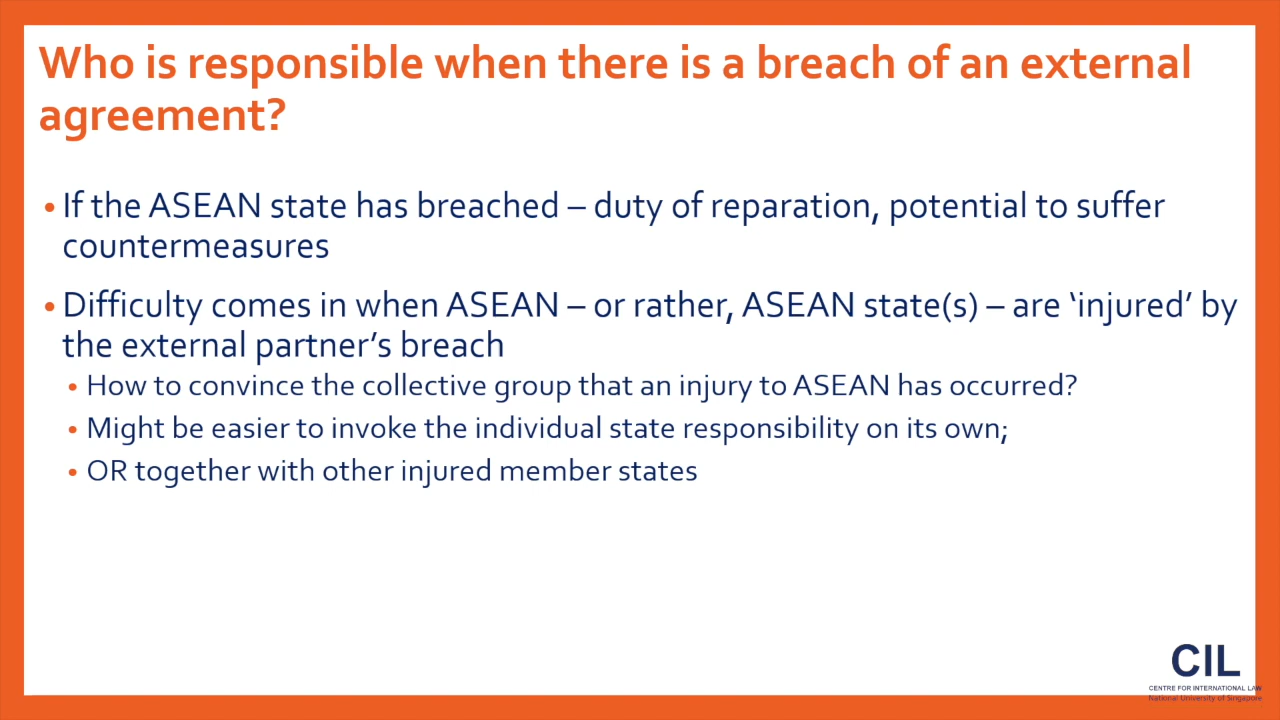 Who is responsible when there is a breach of an external
agreement?
• If the ASEAN state has breached – duty of reparation, potential to suffer
countermeasures
• Difficulty comes in when ASEAN – or rather, ASEAN state(s) – are ‘injured’ by
the external partner’s breach
• How to convince the collective group that an injury to ASEAN has occurred?
• Might be easier to invoke the individual state responsibility on its own;
• OR together with other injured member states
CIL
CENTRE FOR INTERNATIONAL LAW
National University of Singapore